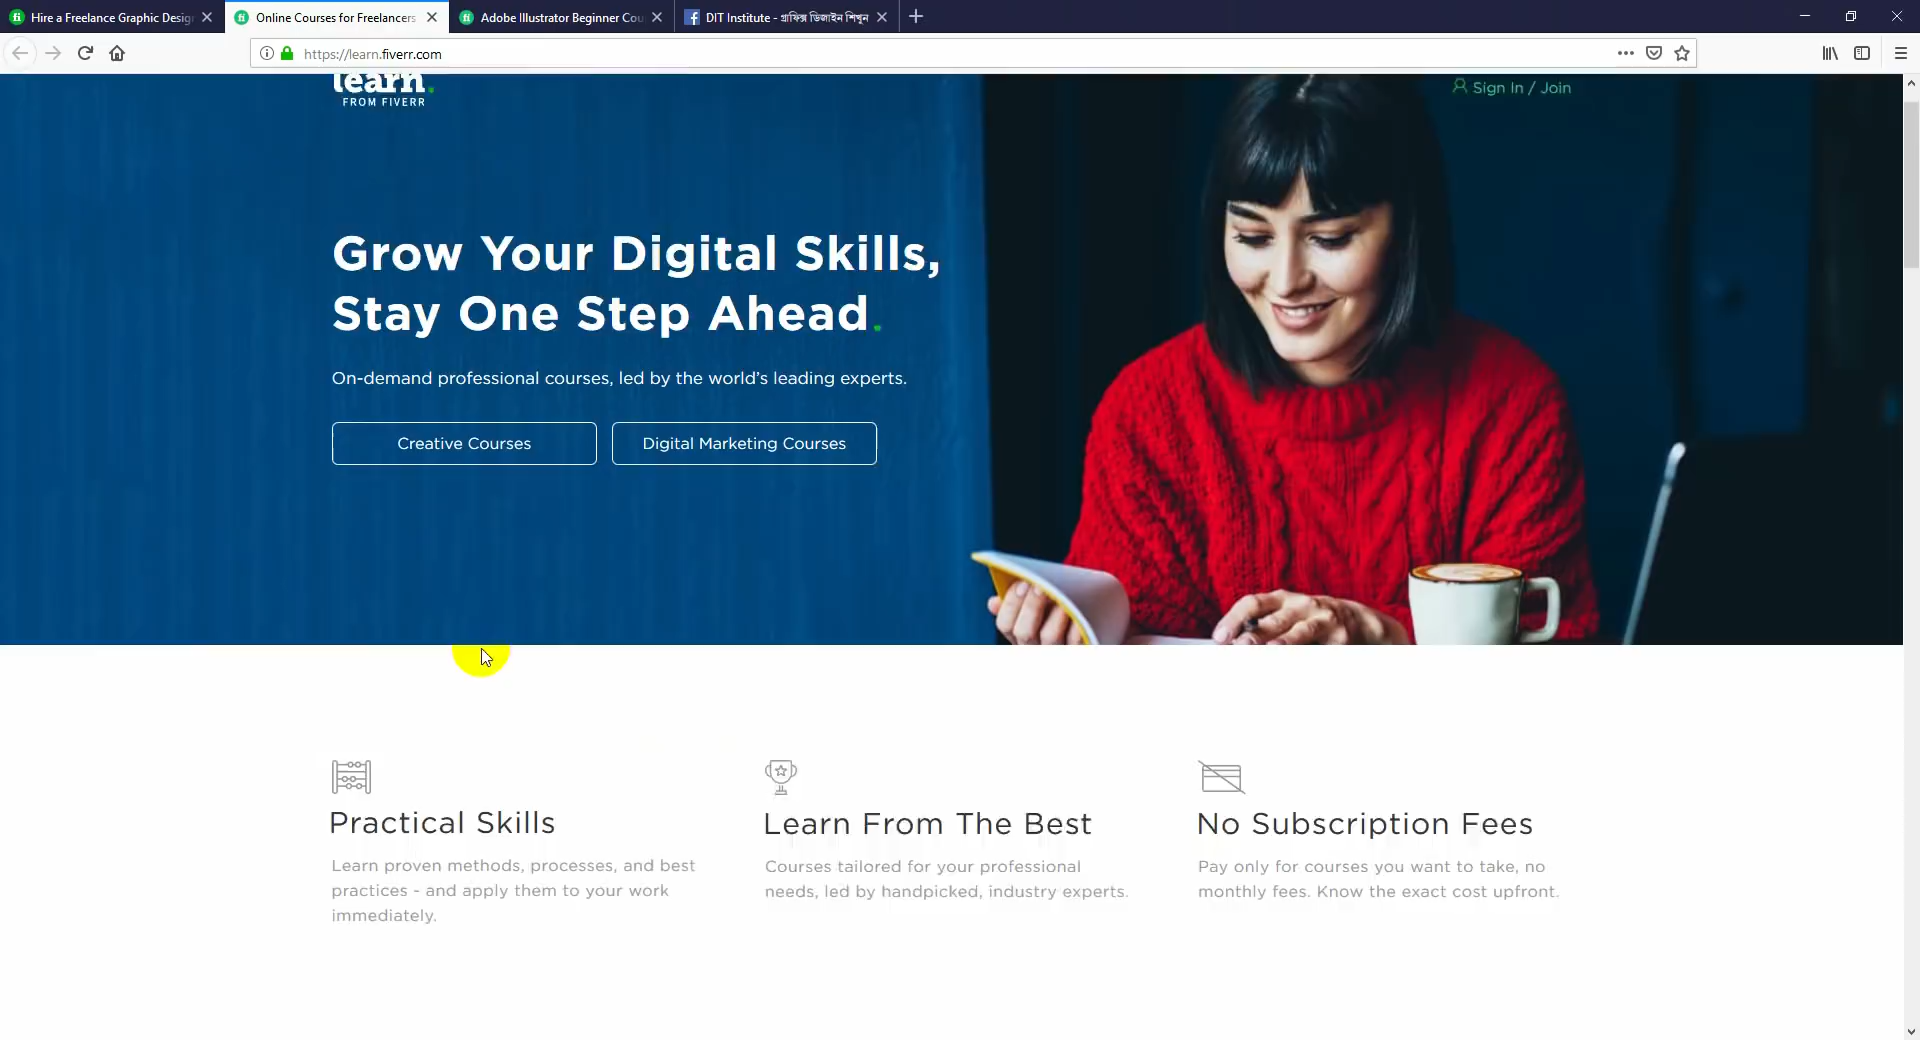 Hire a Freelance Graphic Desig
Online Courses for Freelancers
Adobe Illustrator Beginner Cou
DIT Institute - গ্রাফিক্স ডিজাইন শিখুন
https://learn.fiverr.com
learn.
FROM FIVERR
Sign In / Join
Grow Your Digital Skills,
Stay One Step Ahead.
On-demand professional courses, led by the world's leading experts.
Creative Courses
Digital Marketing Courses
Practical Skills
Learn proven methods, processes, and best
practices - and apply them to your work
immediately.
Learn From The Best
Courses tailored for your professional
needs, led by handpicked, industry experts.
No Subscription Fees
Pay only for courses you want to take, no
monthly fees. Know the exact cost upfront.